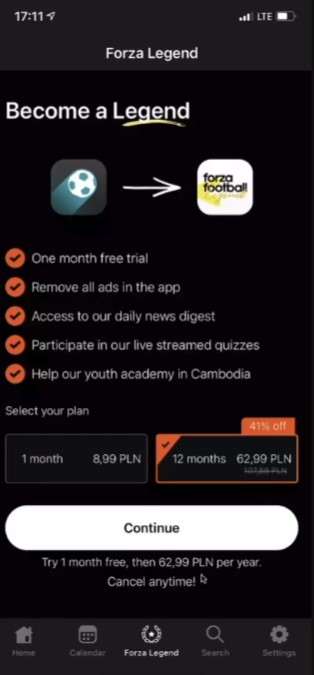 17:11
LTE
Forza Legend
Become a Legend
forza
football
Legend
One month free trial
Remove all ads in the app
Access to our daily news digest
Participate in our live streamed quizzes
Help our youth academy in Cambodia
Select your plan
41% off
1 month 8,99 PLN
12 months 62,99 PLN
107,88 PLN
Continue
Try 1 month free, then 62,99 PLN per year.
Cancel anytime!
Home Calendar Forza Legend Search Settings